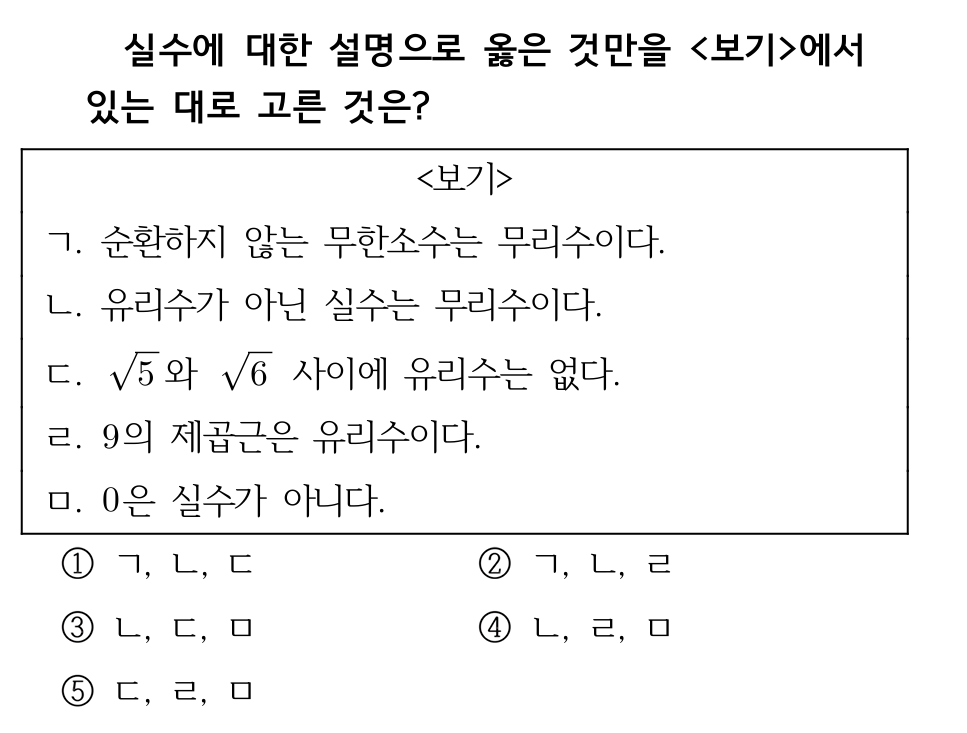 실수에 대한 설명으로 옳은 것만을 <보기>에서
있는 대로 고른 것은?
<보기>
ㄱ. 순환하지 않는 무한소수는 무리수이다.
ㄴ. 유리수가 아닌 실수는 무리수이다.
ㄷ. √5와 √6 사이에 유리수는 없다.
ㄹ. 9의 제곱근은 유리수이다.
ㅁ. 0은 실수가 아니다.
① ㄱ, ㄴ, ㄷ ② ㄱ, ㄴ, ㄹ
③ ㄴ, ㄷ, ㅁ ④ ㄴ, ㄹ, ㅁ
⑤ ㄷ, ㄹ, ㅁ